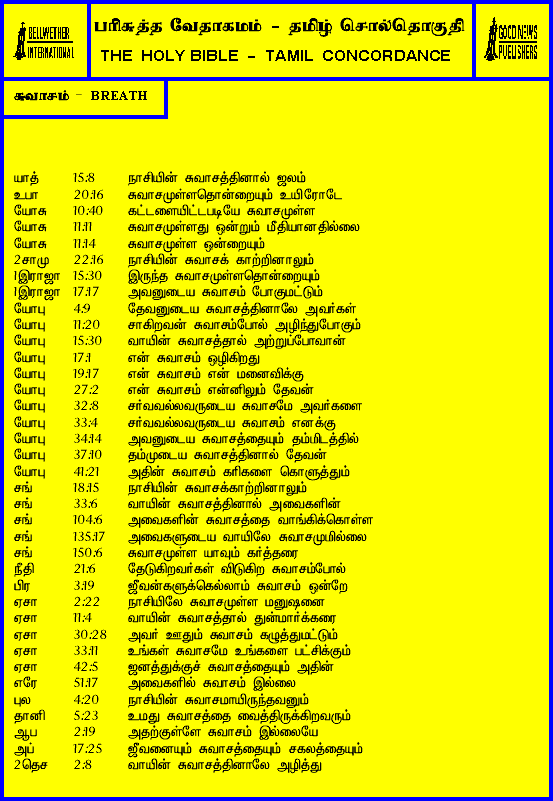 BELLWETHER
INTERNATIONAL
பரிசுத்த வேதாகமம் - தமிழ் சொல்தொகுதி
THE HOLY BIBLE - TAMIL CONCORDANCE
GOOD NEWS
PUBLISHERS
சுவாசம் - BREATH
யாத் 15:8 நாசியின் சுவாசத்தினால் ஜலம்
உபா 20:16 சுவாசமுள்ளதொன்றையும் உயிரோடே
யோசு 10:40 கட்டளையிட்டபடியே சுவாசமுள்ள
யோசு 11:11 சுவாசமுள்ளது ஒன்றும் மீதியானதில்லை
யோசு 11:14 சுவாசமுள்ள ஒன்றையும்
2சாமு 22:16 நாசியின் சுவாசக் காற்றினாலும்
1இராஜா 15:30 இருந்த சுவாசமுள்ளதொன்றையும்
1இராஜா 17:17 அவனுடைய சுவாசம் போகுமட்டும்
யோபு 4:9 தேவனுடைய சுவாசத்தினாலே அவர்கள்
யோபு 11:20 சாகிறவன் சுவாசம்போல் அழிந்துபோகும்
யோபு 15:30 வாயின் சுவாசத்தால் அற்றுப்போவான்
யோபு 17:1 என் சுவாசம் ஒழிகிறது
யோபு 19:17 என் சுவாசம் என் மனைவிக்கு
யோபு 27:2 என் சுவாசம் என்னிலும் தேவன்
யோபு 32:8 சர்வவல்லவருடைய சுவாசமே அவர்களை
யோபு 33:4 சர்வவல்லவருடைய சுவாசம் எனக்கு
யோபு 34:14 அவனுடைய சுவாசத்தையும் தம்மிடத்தில்
யோபு 37:10 தம்முடைய சுவாசத்தினால் தேவன்
யோபு 41:21 அதின் சுவாசம் கரிகளை கொளுத்தும்
சங் 18:15 நாசியின் சுவாசக்காற்றினாலும்
சங் 33:6 வாயின் சுவாசத்தினால் அவைகளின்
சங் 104:6 அவைகளின் சுவாசத்தை வாங்கிக்கொள்ள
சங் 135:17 அவைகளுடைய வாயிலே சுவாசமுமில்லை
சங் 150:6 சுவாசமுள்ள யாவும் கர்த்தரை
நீதி 21:6 தேடுகிறவர்கள் விடுகிற சுவாசம்போல்
பிர 3:19 ஜீவன்களுக்கெல்லாம் சுவாசம் ஒன்றே
ஏசா 2:22 நாசியிலே சுவாசமுள்ள மனுஷனை
ஏசா 11:4 வாயின் சுவாசத்தால் துன்மார்க்கரை
ஏசா 30:28 அவர் ஊதும் சுவாசம் கழுத்துமட்டும்
ஏசா 33:11 உங்கள் சுவாசமே உங்களை பட்சிக்கும்
ஏசா 42:5 ஜனத்துக்குச் சுவாசத்தையும் அதின்
எரே 51:17 அவைகளில் சுவாசம் இல்லை
புல 4:20 நாசியின் சுவாசமாயிருந்தவனும்
தானி 5:23 உமது சுவாசத்தை வைத்திருக்கிறவரும்
ஆப 2:19 அதற்குள்ளே சுவாசம் இல்லையே
அப் 17:25 ஜீவனையும் சுவாசத்தையும் சகலத்தையும்
2தெச 2:8 வாயின் சுவாசத்தினாலே அழித்து